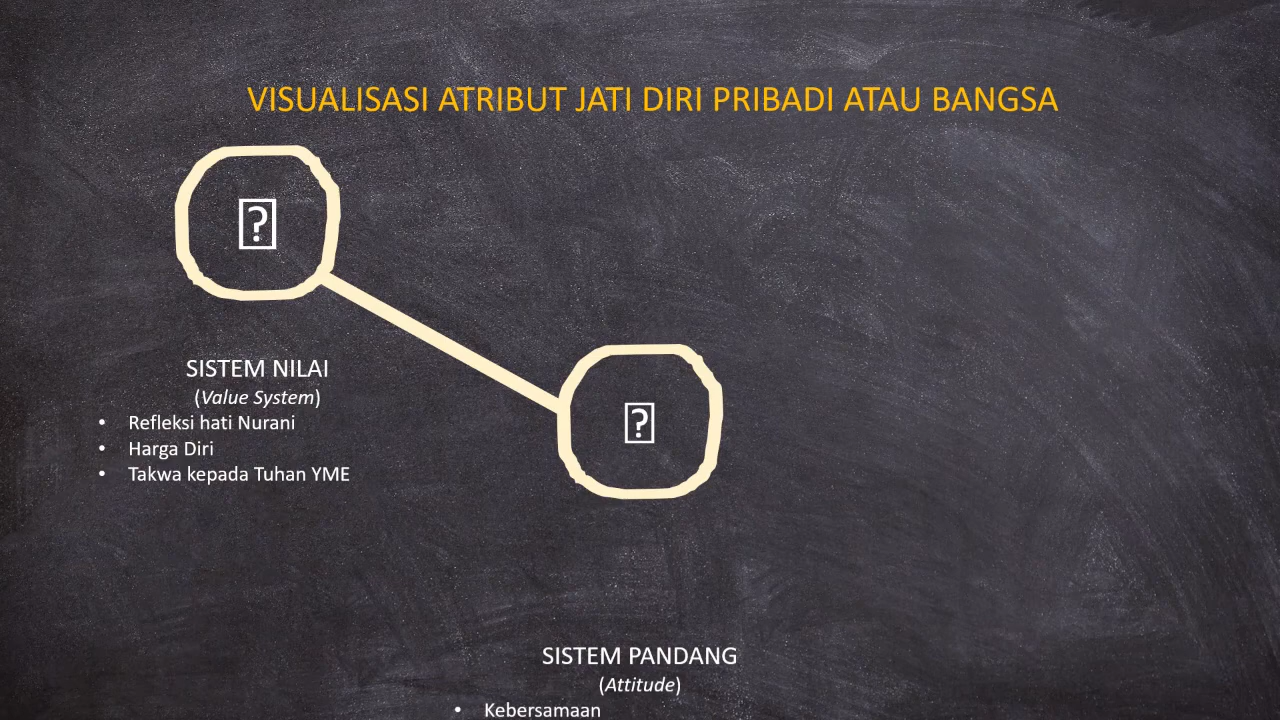 VISUALISASI ATRIBUT JATI DIRI PRIBADI ATAU BANGSA
SISTEM NILAI
(Value System)
• Refleksi hati Nurani
• Harga Diri
• Takwa kepada Tuhan YME
SISTEM PANDANG
(Attitude)
• Kebersamaan